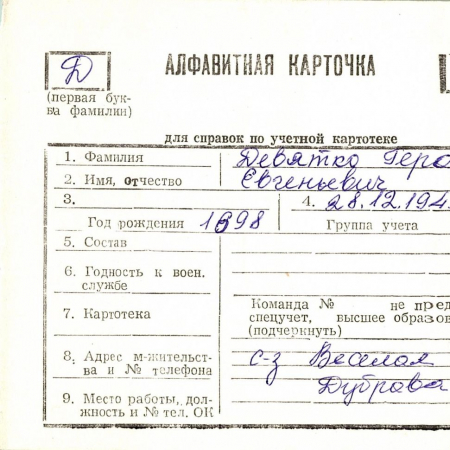 Д
АЛФАВИТНАЯ КАРТОЧКА
(первая бук-
ва фамилии)
для справок по учетной картотеке
1. Фамилия Девятко Геро
2. Имя, отчество Евгеньевич
3. 4. 28.12.194
Год рождения 1898 Группа учета
5. Состав
6. Годность к воен.
службе
7. Картотека
Команда № не пред
спецучет, высшее образов
(подчеркнуть)
8. Адрес м-жительст-
ва и № телефона
с-з Веселая
Дубрава
9. Место работы, дол-
жность и № тел. ОК